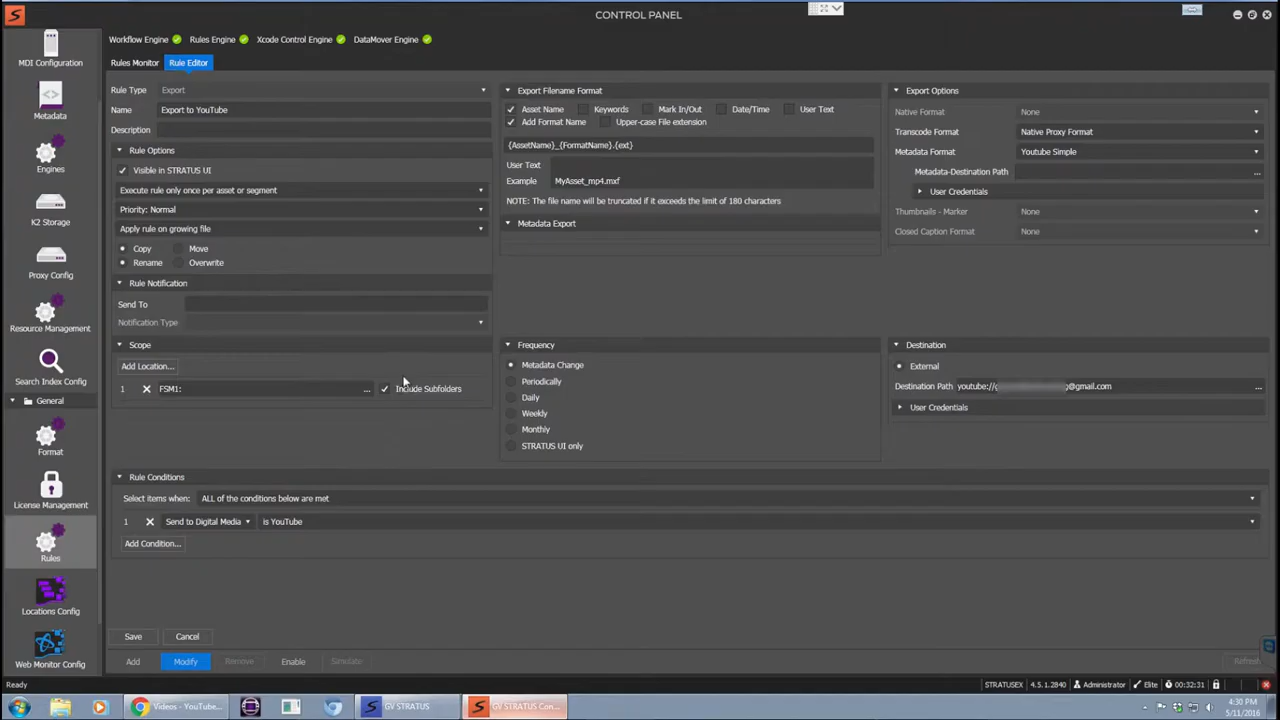 CONTROL PANEL
MDI Configuration
Metadata
Engines
K2 Storage
Proxy Config
Resource Management
Search Index Config
General
Format
License Management
Rules
Locations Config
Web Monitor Config
Workflow Engine Rules Engine Xcode Control Engine DataMover Engine
Rules Monitor Rule Editor
Rule Type Export
Name Export to YouTube
Description
Rule Options
Visible in STRATUS UI
Execute rule only once per asset or segment
Priority: Normal
Apply rule on growing file
Copy Move
Rename Overwrite
Rule Notification
Send To
Notification Type
Scope
Add Location...
1 FSM1: ... Include Subfolders
Export Filename Format
Asset Name Keywords Mark In/Out Date/Time User Text
Add Format Name Upper-case File extension
{AssetName}_{FormatName}.{ext}
User Text
Example MyAsset_mp4.mxf
NOTE: The file name will be truncated if it exceeds the limit of 180 characters
Metadata Export
Frequency
Metadata Change
Periodically
Daily
Weekly
Monthly
STRATUS UI only
Export Options
Native Format None
Transcode Format Native Proxy Format
Metadata Format Youtube Simple
Metadata-Destination Path ...
User Credentials
Thumbnails - Marker None
Closed Caption Format None
Destination
External
Destination Path youtube://g @gmail.com ...
User Credentials
Rule Conditions
Select items when: ALL of the conditions below are met
1 Send to Digital Media is YouTube
Add Condition...
Save Cancel
Add Modify Remove Enable Simulate Refresh
Ready STRATUSEX 4.5.1.2840 Administrator Elite 00:32:31
Videos - YouTube... GV STRATUS GV STRATUS Con... 4:30 PM
5/11/2016